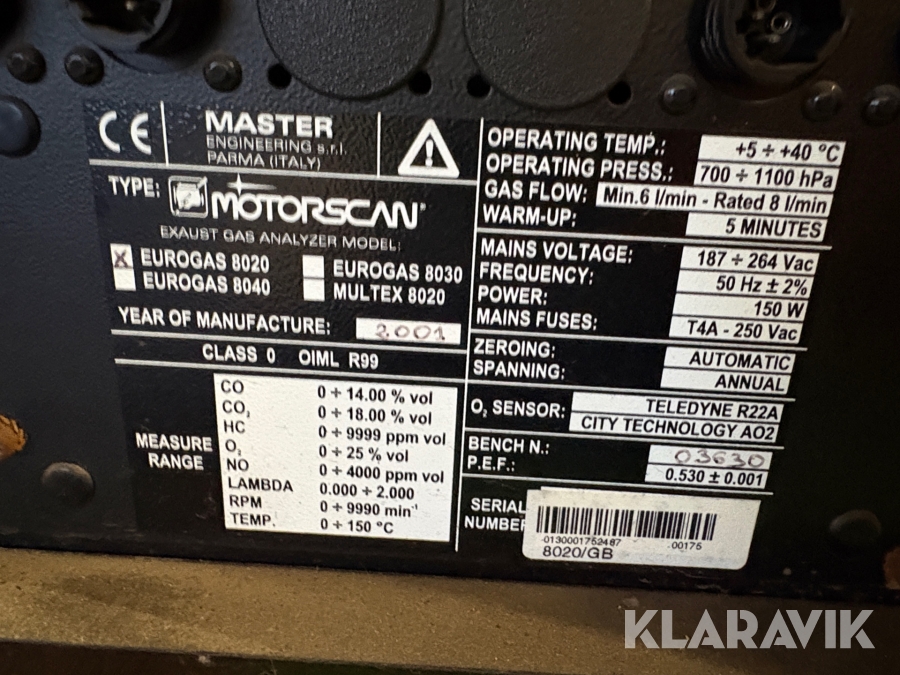 CE
MASTER
ENGINEERING s.r.l.
PARMA (ITALY)
TYPE:
MOTORSCAN
EXAUST GAS ANALYZER MODEL:
X EUROGAS 8020
EUROGAS 8030
EUROGAS 8040
MULTEX 8020
YEAR OF MANUFACTURE: 2001
CLASS 0 OIML R99
MEASURE RANGE
CO 0 ÷ 14.00 % vol
CO₂ 0 ÷ 18.00 % vol
HC 0 ÷ 9999 ppm vol
O₂ 0 ÷ 25 % vol
NO 0 ÷ 4000 ppm vol
LAMBDA 0.000 ÷ 2.000
RPM 0 ÷ 9990 min⁻¹
TEMP. 0 ÷ 150 °C
OPERATING TEMP.: +5 ÷ +40 °C
OPERATING PRESS.: 700 ÷ 1100 hPa
GAS FLOW: Min.6 l/min - Rated 8 l/min
WARM-UP: 5 MINUTES
MAINS VOLTAGE: 187 ÷ 264 Vac
FREQUENCY: 50 Hz ± 2%
POWER: 150 W
MAINS FUSES: T4A - 250 Vac
ZEROING: AUTOMATIC
SPANNING: ANNUAL
O₂ SENSOR: TELEDYNE R22A
CITY TECHNOLOGY AO2
BENCH N.: 03630
P.E.F.: 0.530 ± 0.001
SERIAL NUMBER
0130001752467 00175
8020/GB
KLARAVIK